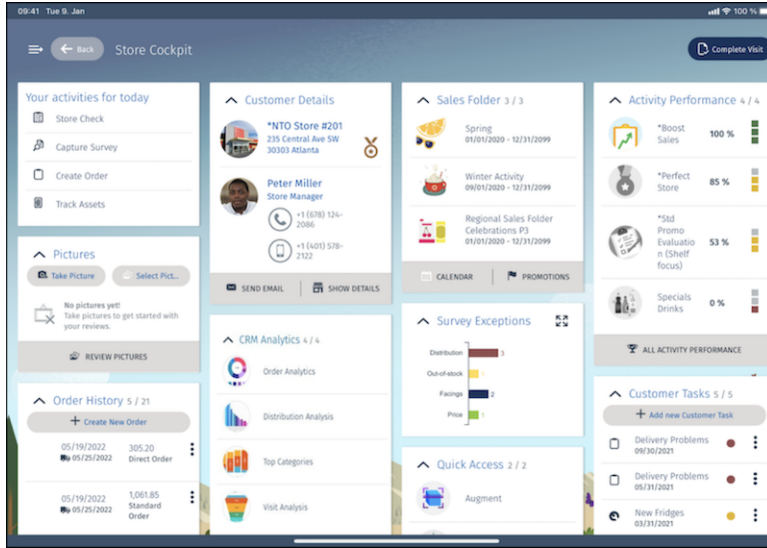 09:41 Tue 9. Jan
100 %
Back
Store Cockpit
Complete Visit
Your activities for today
Store Check
Capture Survey
Create Order
Track Assets
Pictures
Take Picture
Select Pict...
No pictures yet!
Take pictures to get started with
your reviews.
REVIEW PICTURES
Order History 5 / 21
+ Create New Order
05/19/2022 305.20
05/25/2022 Direct Order
05/19/2022 1,061.85
05/25/2022 Standard
Order
Customer Details
*NTO Store #201
235 Central Ave SW
30303 Atlanta
Peter Miller
Store Manager
+1 (678) 124-
2086
+1 (401) 578-
2122
SEND EMAIL
SHOW DETAILS
CRM Analytics 4 / 4
Order Analytics
Distribution Analysis
Top Categories
Visit Analysis
Sales Folder 3 / 3
Spring
01/01/2020 - 12/31/2099
Winter Activity
09/01/2020 - 12/31/2099
Regional Sales Folder
Celebrations P3
01/01/2020 - 12/31/2099
CALENDAR
PROMOTIONS
Survey Exceptions
Distribution 3
Out-of-stock 1
Facings 2
Price 1
Quick Access 2 / 2
Augment
Activity Performance 4 / 4
*Boost
Sales
100 %
*Perfect
Store
85 %
*Std
Promo
Evaluatio
n (Shelf
focus)
53 %
Specials
Drinks
0 %
ALL ACTIVITY PERFORMANCE
Customer Tasks 5 / 5
+ Add new Customer Task
Delivery Problems
09/30/2021
Delivery Problems
05/31/2021
New Fridges
03/31/2021